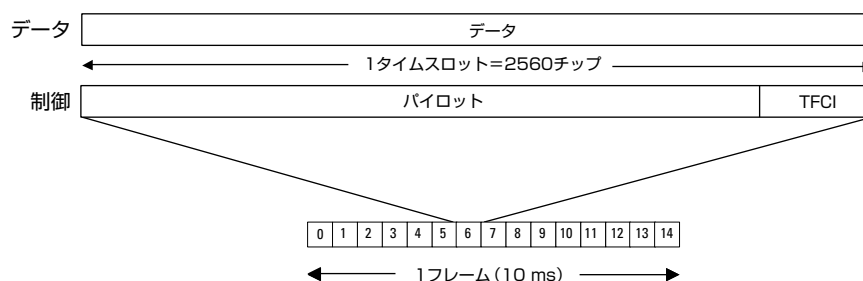 データ データ
1タイムスロット=2560チップ
制御 パイロット TFCI
0 1 2 3 4 5 6 7 8 9 10 11 12 13 14
1フレーム(10 ms)